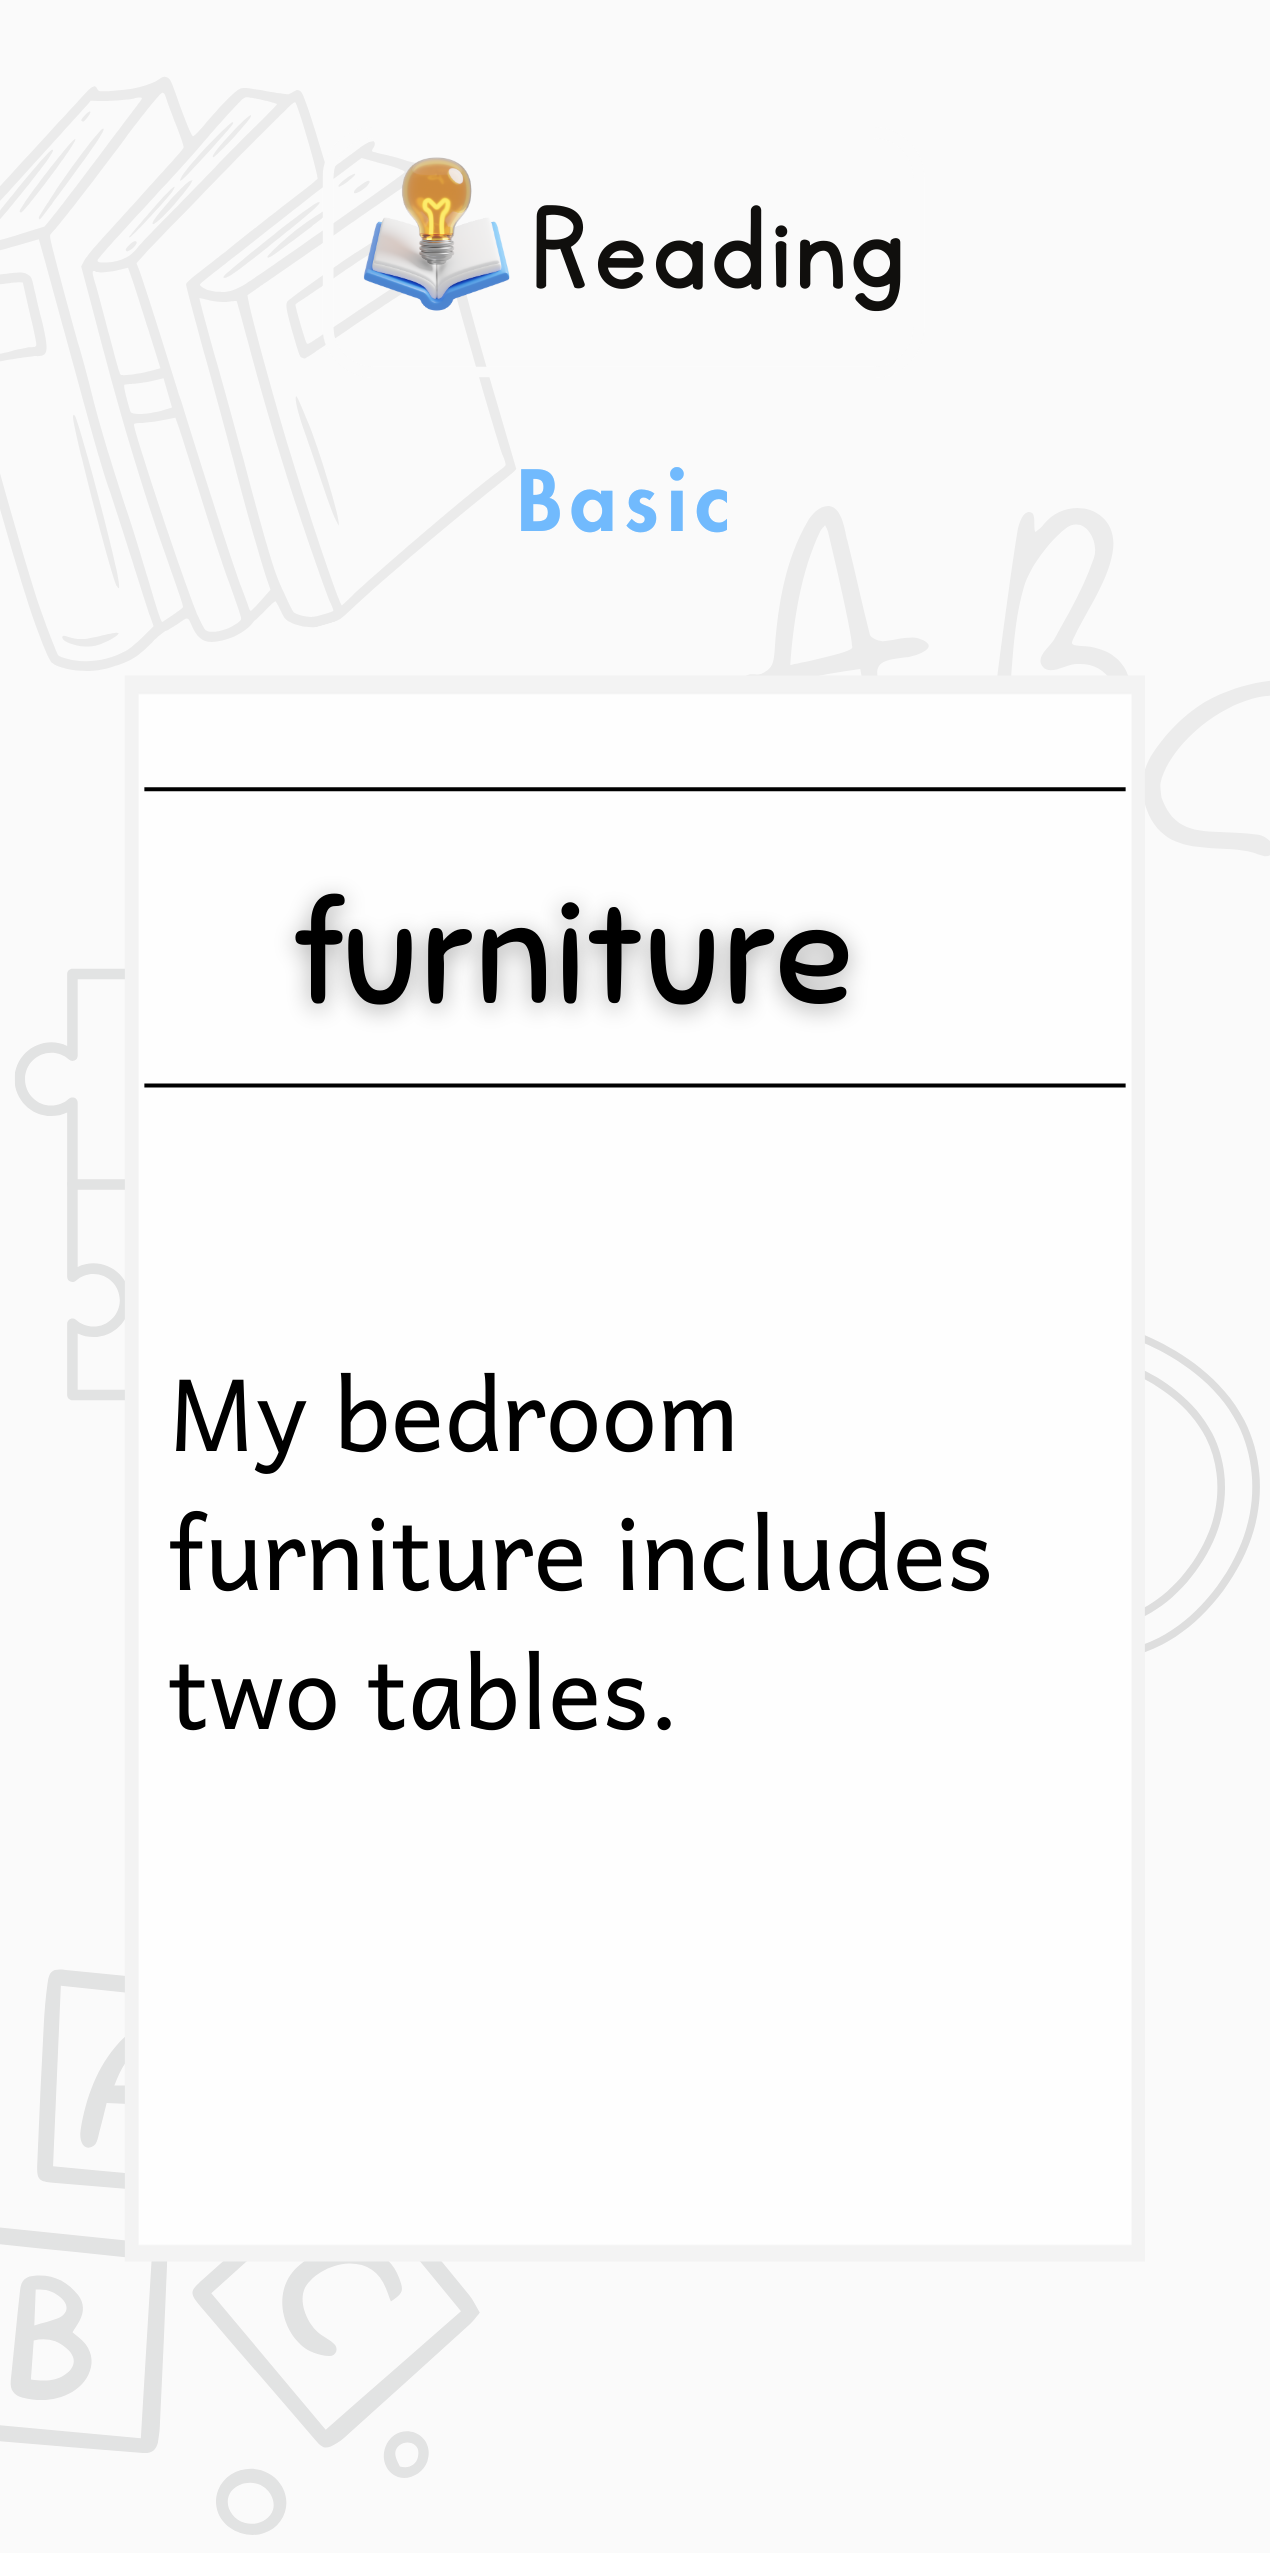 Reading
Basic
A B
furniture
My bedroom
furniture includes
two tables.
A
B C